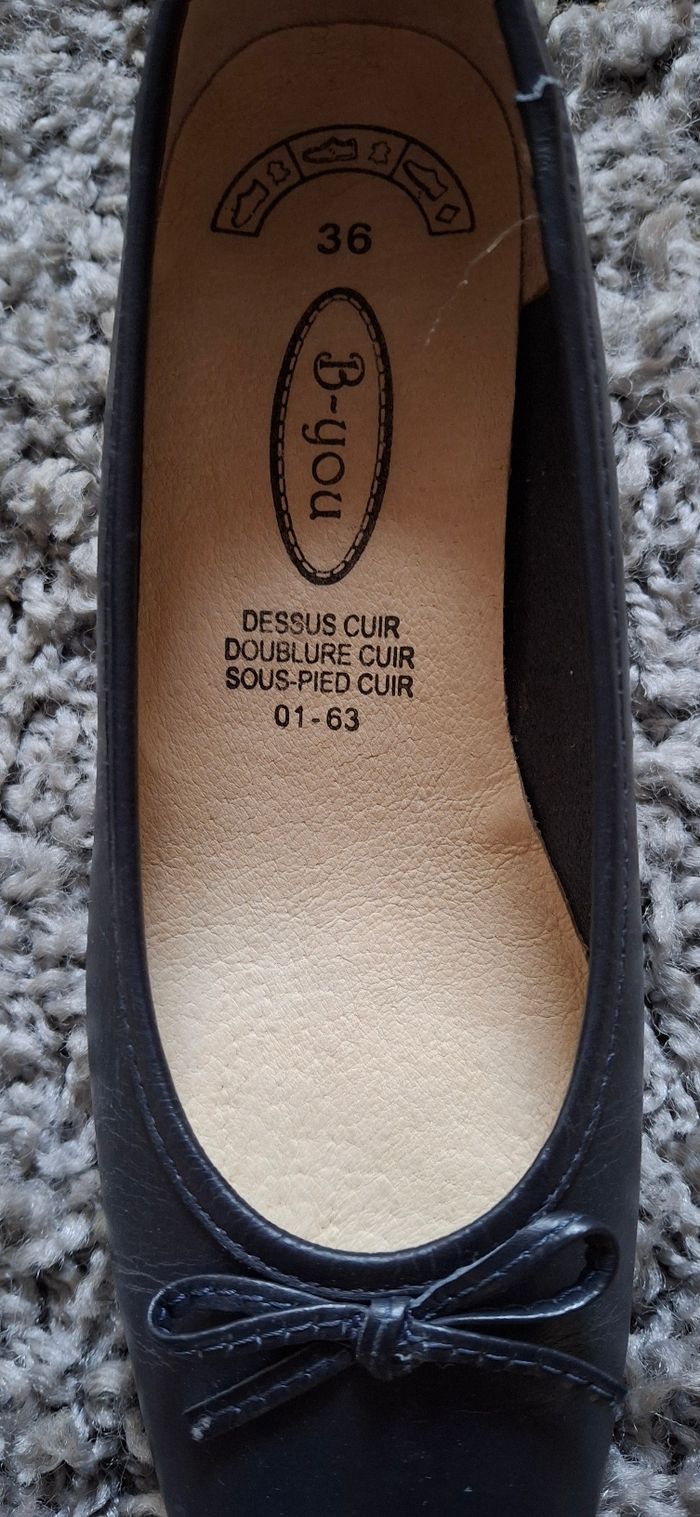 36
B-you
DESSUS CUIR
DOUBLURE CUIR
SOUS-PIED CUIR
01-63